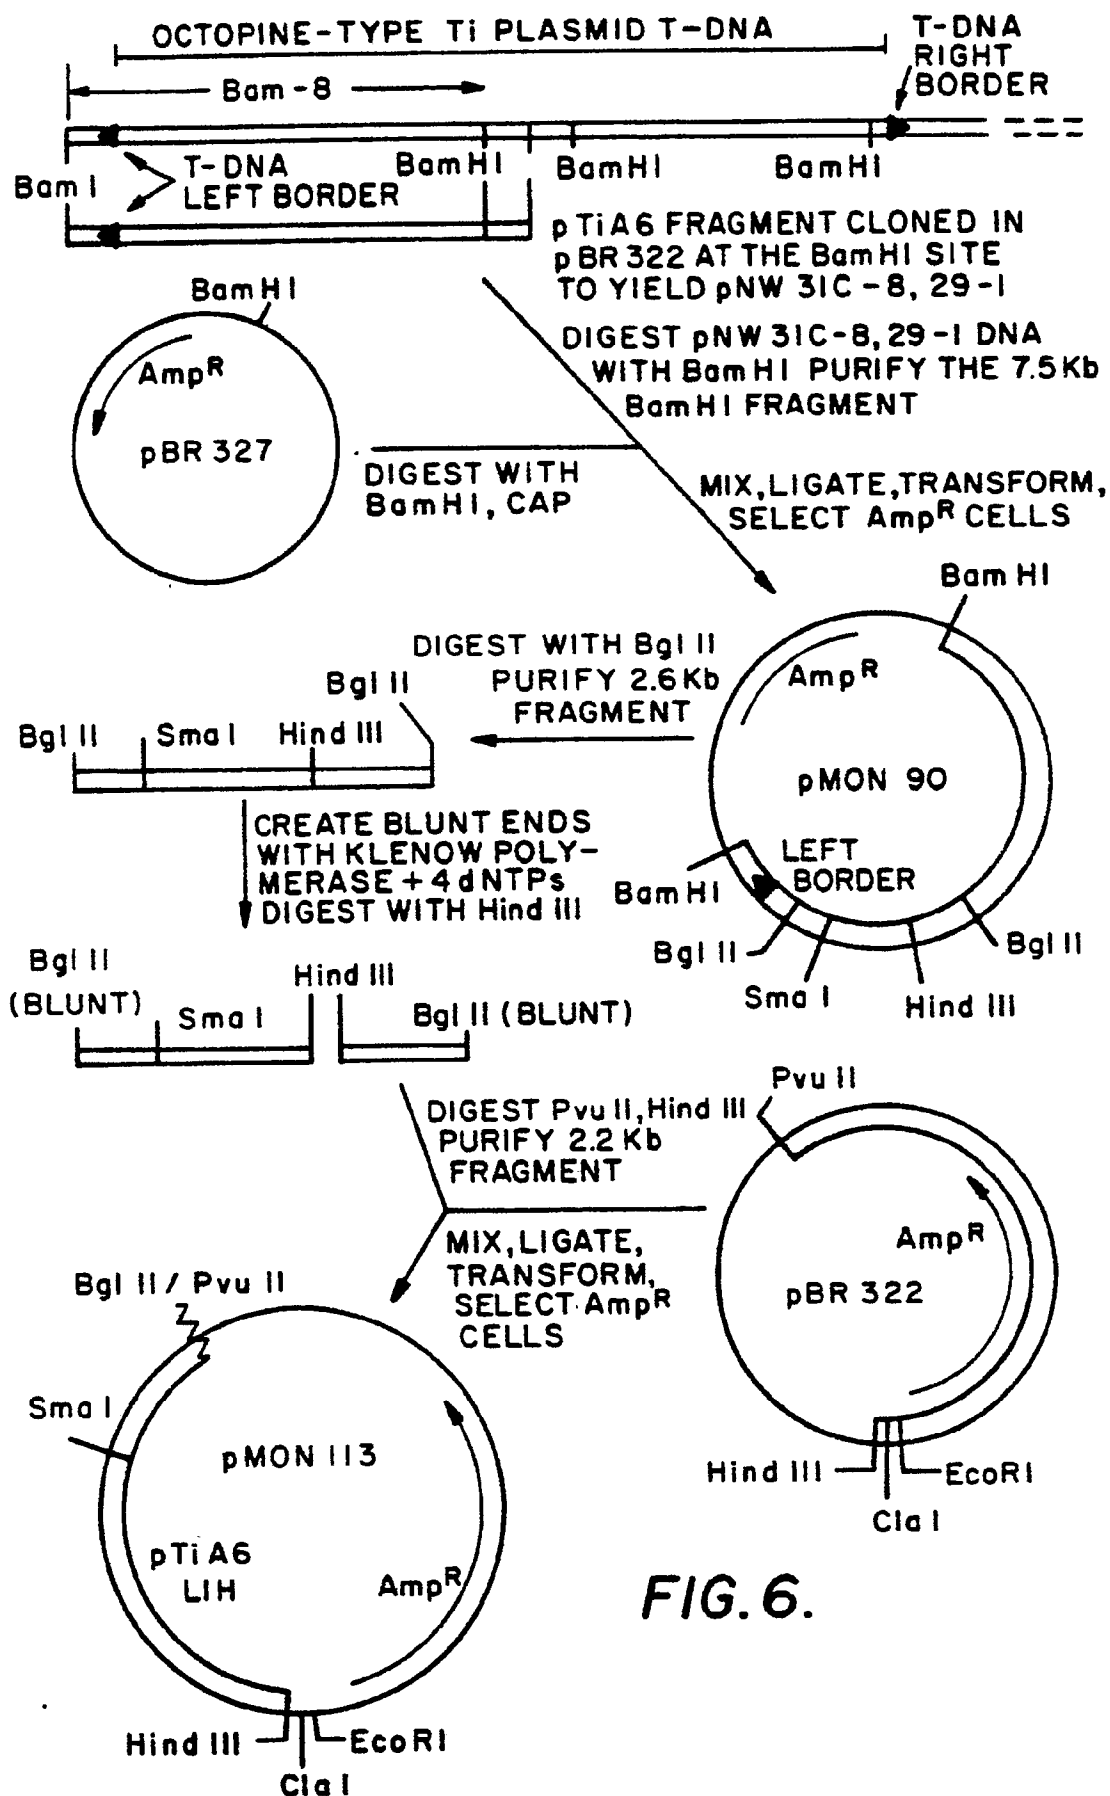 OCTOPINE-TYPE Ti PLASMID T-DNA
T-DNA
RIGHT
BORDER
Bam-8
Bam I
T-DNA
LEFT BORDER
BamHI
BamHI
BamHI
pTiA6 FRAGMENT CLONED IN
pBR 322 AT THE BamHI SITE
TO YIELD pNW 31C-8, 29-1
BamHI
AmpR
pBR 327
DIGEST pNW 31C-8, 29-1 DNA
WITH BamHI PURIFY THE 7.5 Kb
BamHI FRAGMENT
DIGEST WITH
BamHI, CAP
MIX, LIGATE, TRANSFORM,
SELECT AmpR CELLS
Bam HI
AmpR
pMON 90
LEFT
BORDER
BamHI
Bgl II
Sma I
Hind III
Bgl II
DIGEST WITH Bgl II
PURIFY 2.6 Kb
FRAGMENT
Bgl II
Bgl II
Sma I
Hind III
CREATE BLUNT ENDS
WITH KLENOW POLY-
MERASE + 4 dNTPs
DIGEST WITH Hind III
Bgl II
(BLUNT)
Sma I
Hind III
Bgl II (BLUNT)
DIGEST Pvu II, Hind III
PURIFY 2.2 Kb
FRAGMENT
Pvu II
AmpR
pBR 322
Hind III
EcoRI
Cla I
MIX, LIGATE,
TRANSFORM,
SELECT AmpR
CELLS
Bgl II / Pvu II
Sma I
pMON 113
pTi A6
LIH
AmpR
Hind III
EcoRI
Cla I
FIG. 6.